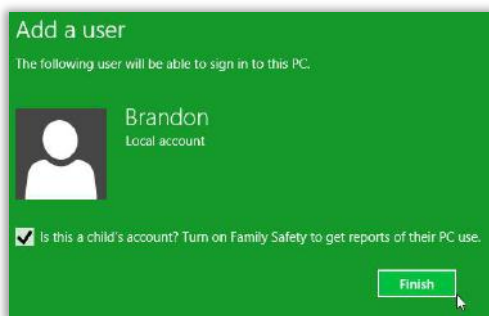 Add a user
The following user will be able to sign in to this PC.
Brandon
Local account
Is this a child's account? Turn on Family Safety to get reports of their PC use.
Finish